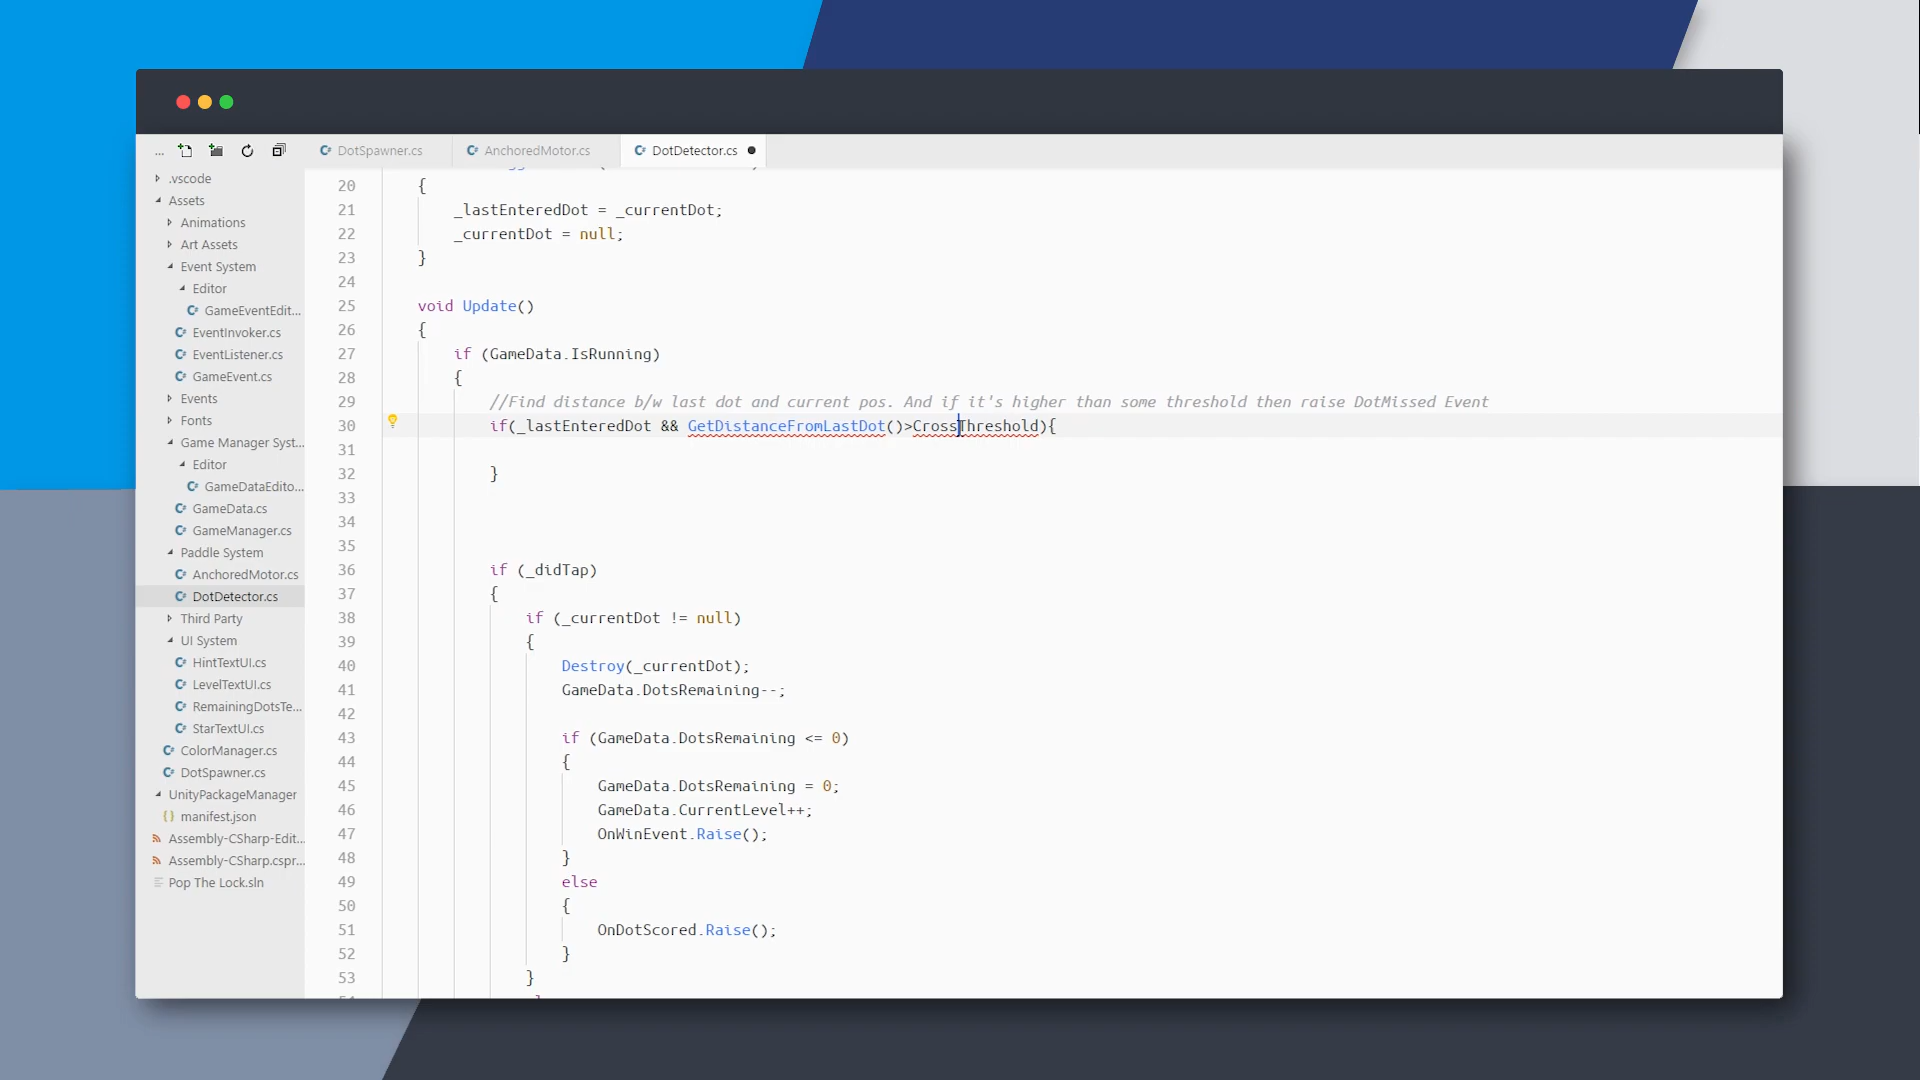 ... DotSpawner.cs AnchoredMotor.cs DotDetector.cs
.vscode
Assets
Animations
Art Assets
Event System
Editor
GameEventEdit...
EventInvoker.cs
EventListener.cs
GameEvent.cs
Events
Fonts
Game Manager Syst...
Editor
GameDataEdito...
GameData.cs
GameManager.cs
Paddle System
AnchoredMotor.cs
DotDetector.cs
Third Party
UI System
HintTextUI.cs
LevelTextUI.cs
RemainingDotsTe...
StarTextUI.cs
ColorManager.cs
DotSpawner.cs
UnityPackageManager
manifest.json
Assembly-CSharp-Edit...
Assembly-CSharp.cspr...
Pop The Lock.sln
20 {
21 _lastEnteredDot = _currentDot;
22 _currentDot = null;
23 }
24
25 void Update()
26 {
27 if (GameData.IsRunning)
28 {
29 //Find distance b/w last dot and current pos. And if it's higher than some threshold then raise DotMissed Event
30 if(_lastEnteredDot && GetDistanceFromLastDot()>CrossThreshold){
31
32 }
33
34
35
36 if (_didTap)
37 {
38 if (_currentDot != null)
39 {
40 Destroy(_currentDot);
41 GameData.DotsRemaining--;
42
43 if (GameData.DotsRemaining <= 0)
44 {
45 GameData.DotsRemaining = 0;
46 GameData.CurrentLevel++;
47 OnWinEvent.Raise();
48 }
49 else
50 {
51 OnDotScored.Raise();
52 }
53 }